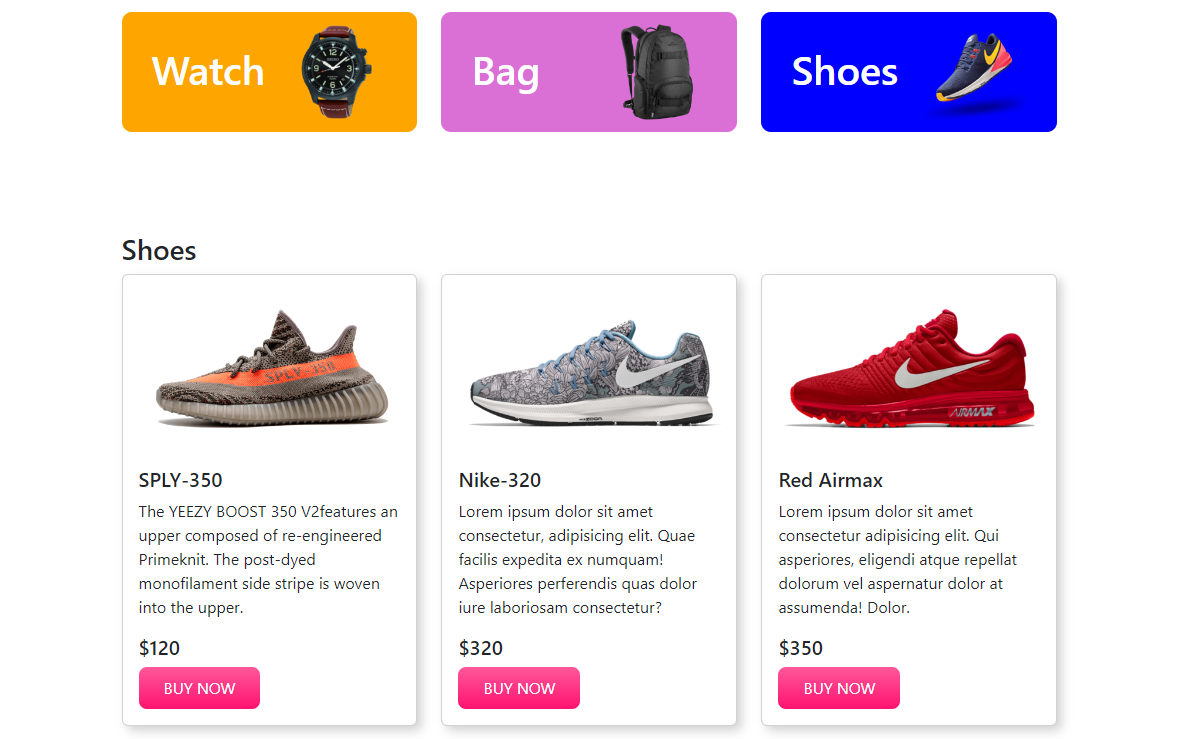 Watch
Bag
Shoes
Shoes
SPLY-350
AIRMAX
SPLY-350
The YEEZY BOOST 350 V2features an
upper composed of re-engineered
Primeknit. The post-dyed
monofilament side stripe is woven
into the upper.
$120
BUY NOW
Nike-320
Lorem ipsum dolor sit amet
consectetur, adipisicing elit. Quae
facilis expedita ex numquam!
Asperiores perferendis quas dolor
iure laboriosam consectetur?
$320
BUY NOW
Red Airmax
Lorem ipsum dolor sit amet
consectetur adipisicing elit. Qui
asperiores, eligendi atque repellat
dolorum vel aspernatur dolor at
assumenda! Dolor.
$350
BUY NOW